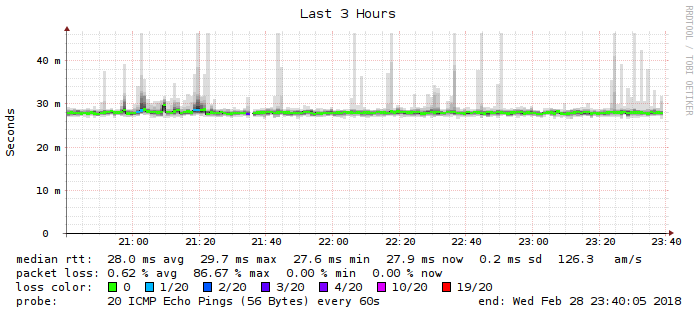 Last 3 Hours
RRDTOOL / TOBI OETIKER
Seconds
40 m
30 m
20 m
10 m
0
21:00 21:20 21:40 22:00 22:20 22:40 23:00 23:20 23:40
median rtt: 28.0 ms avg 29.7 ms max 27.6 ms min 27.9 ms now 0.2 ms sd 126.3 am/s
packet loss: 0.62 % avg 86.67 % max 0.00 % min 0.00 % now
loss color: 0 1/20 2/20 3/20 4/20 10/20 19/20
probe: 20 ICMP Echo Pings (56 Bytes) every 60s end: Wed Feb 28 23:40:05 2018